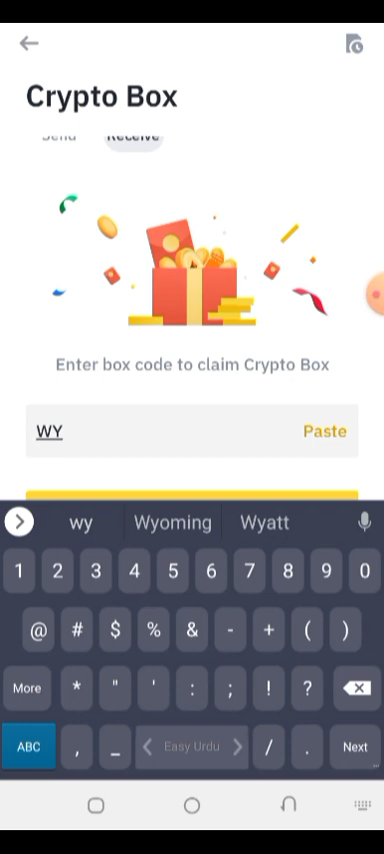 Crypto Box
Send Receive
Enter box code to claim Crypto Box
WY Paste
wy Wyoming Wyatt
1 2 3 4 5 6 7 8 9 0
@ # $ % & - + ( )
More * " ' : ; ! ?
ABC , _ Easy Urdu / . Next